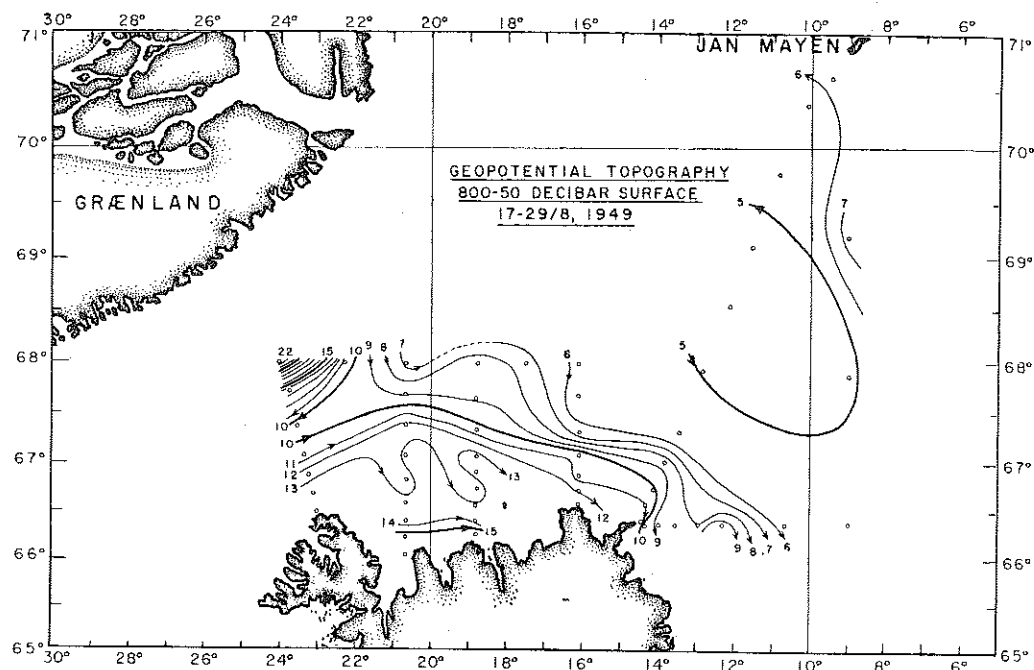 30° 28° 26° 24° 22° 20° 18° 16° 14° 12° 10° 8° 6°
71° JAN MAYEN 71°
6
70° 70°
GEOPOTENTIAL TOPOGRAPHY
800-50 DECIBAR SURFACE
17-29/8, 1949
GRÆNLAND
5 7
69° 69°
68° 22 15 10 9 8 7 6 5 68°
10
10
67° 11 67°
12
13 13
14 15 12 10 9 9 8 7 6
66° 66°
65° 65°
30° 28° 26° 24° 22° 20° 18° 16° 14° 12° 10° 8° 6°